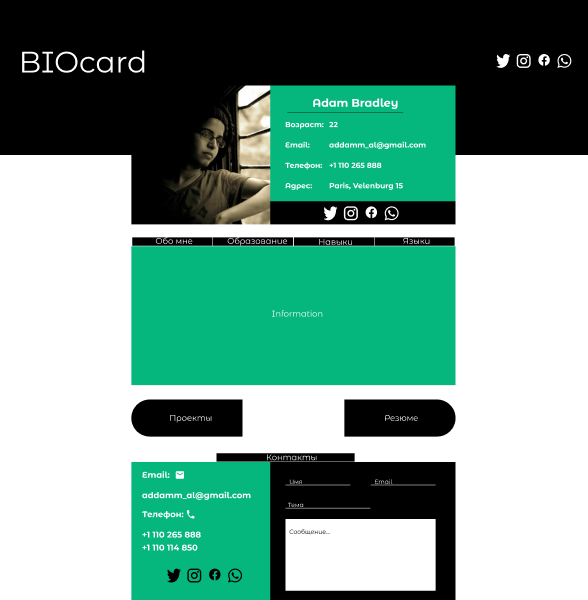 BIOcard
Adam Bradley
Возраст: 22
Email: addamm_al@gmail.com
Телефон: +1 110 265 888
Адрес: Paris, Velenburg 15
Обо мне Образование Навыки Языки
Information
Проекты Резюме
Контакты
Email:
addamm_al@gmail.com
Телефон:
+1 110 265 888
+1 110 114 850
Имя Email
Тема
Сообщение...